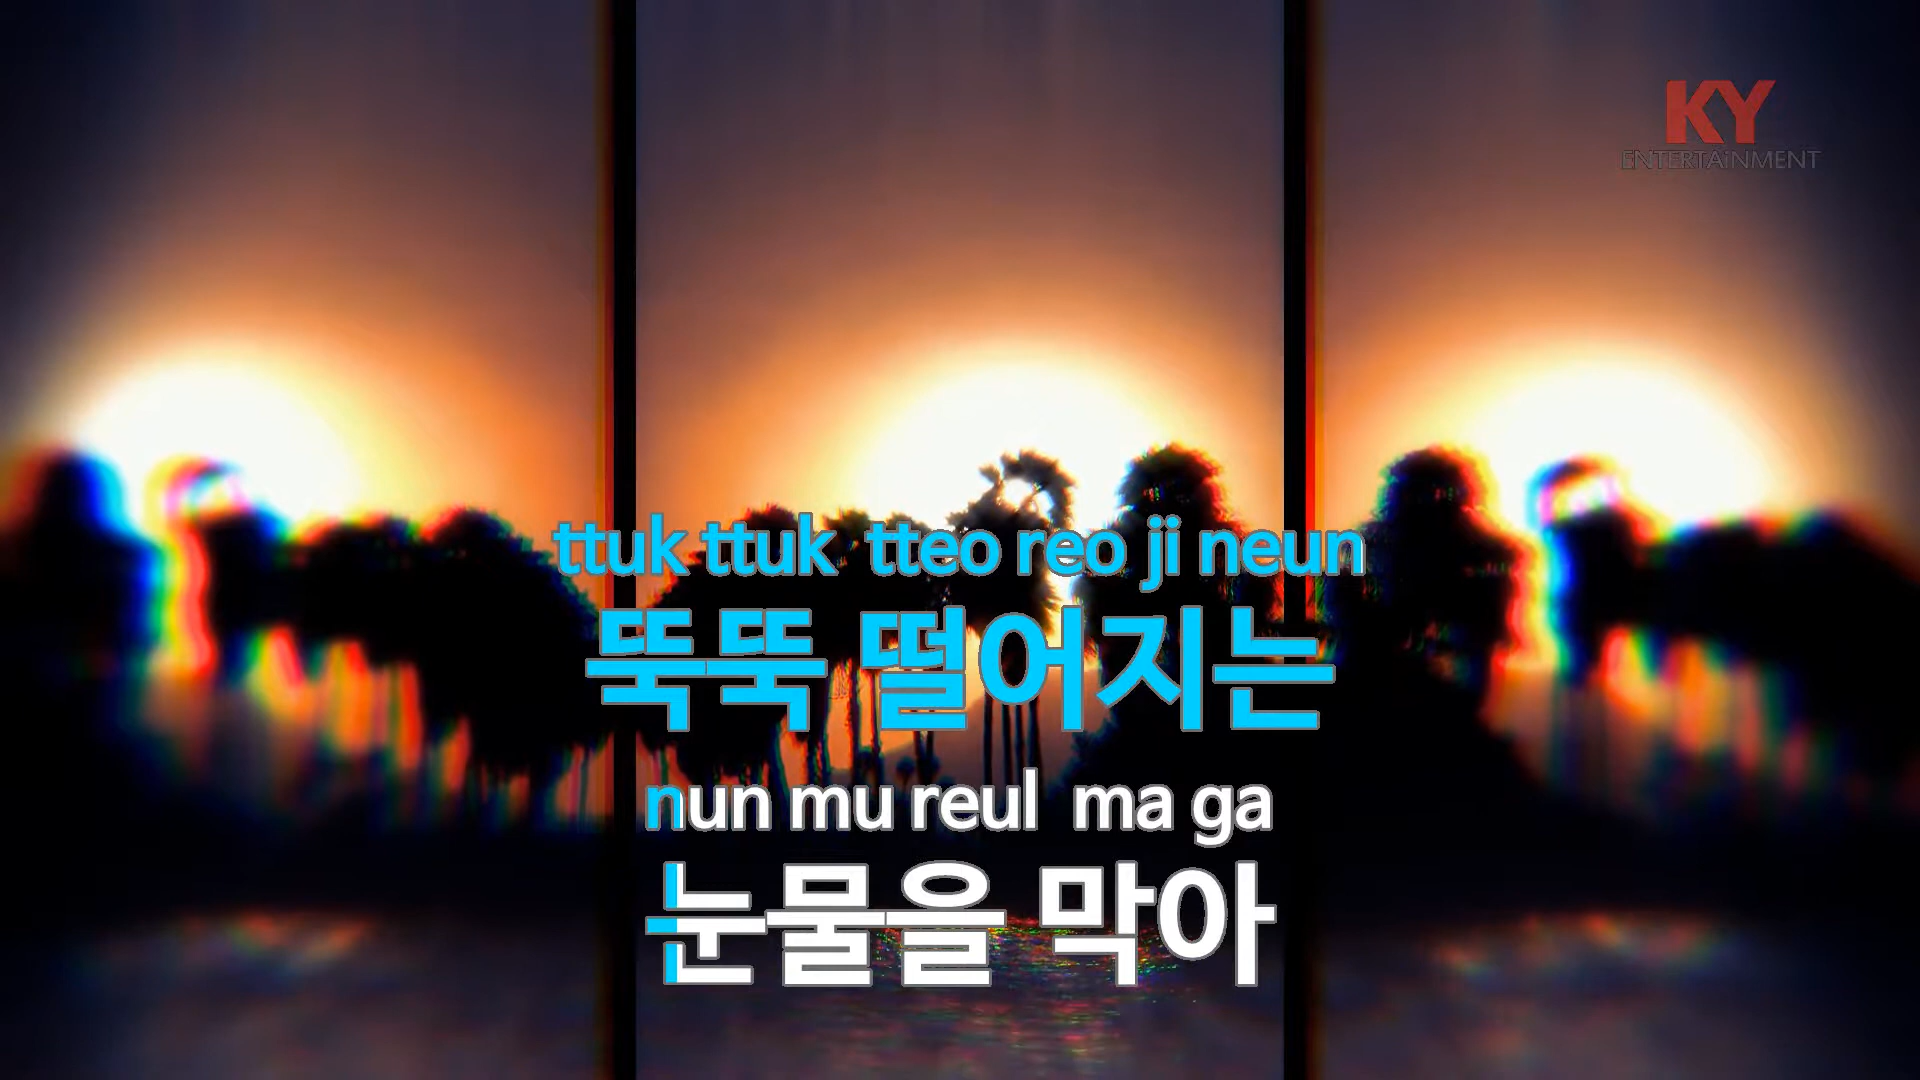 KY
ENTERTAiNMENT
ttuk ttuk tteo reo ji neun
뚝뚝 떨어지는
nun mu reul ma ga
눈물을 막아